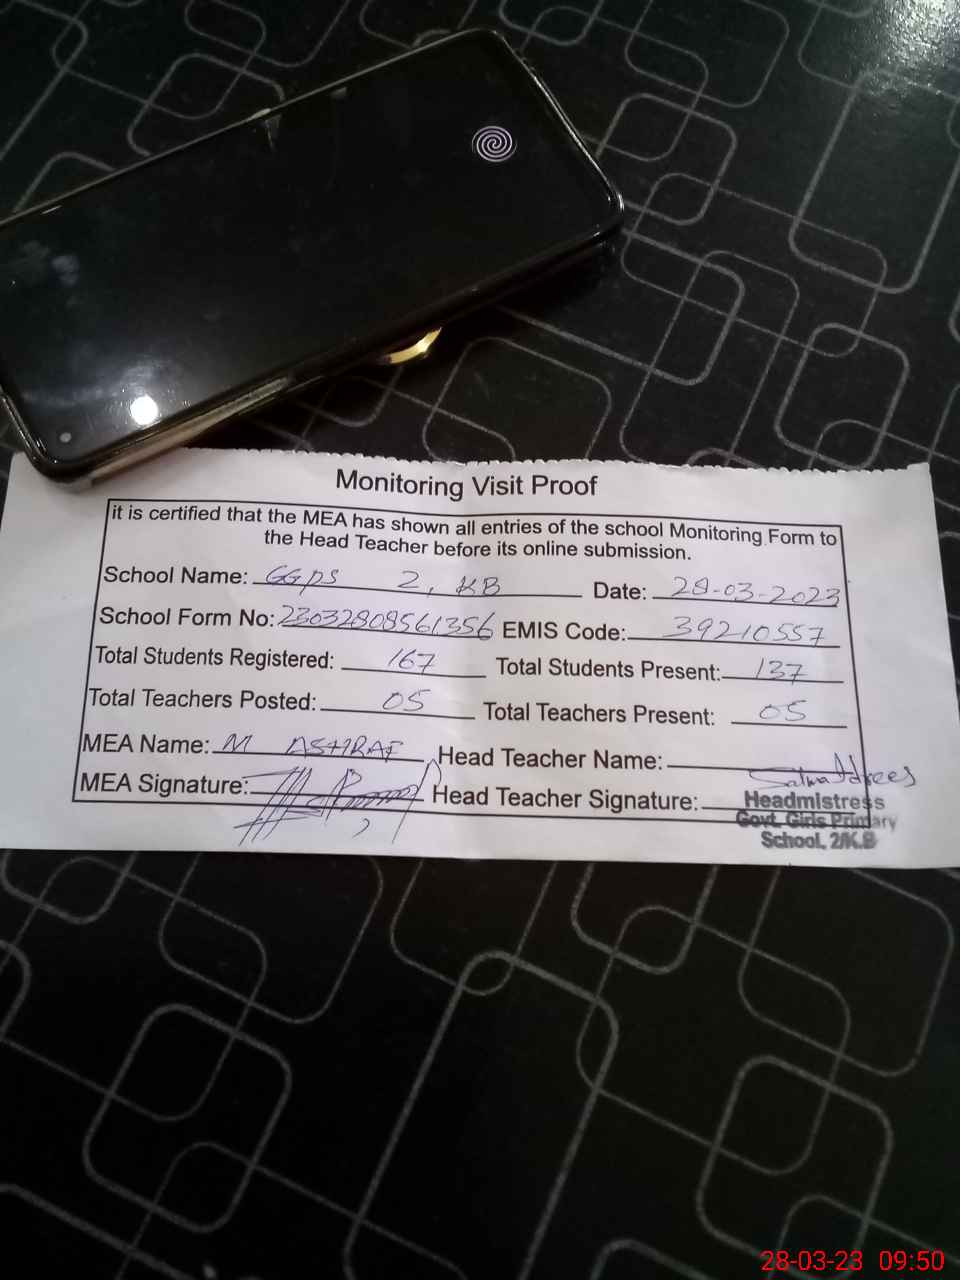 Monitoring Visit Proof
it is certified that the MEA has shown all entries of the school Monitoring Form to
the Head Teacher before its online submission.
School Name: GGPS 2, KB Date: 28-03-2023
School Form No: 23032808561356 EMIS Code: 39210557
Total Students Registered: 167 Total Students Present: 137
Total Teachers Posted: 05 Total Teachers Present: 05
MEA Name: M ASHRAF Head Teacher Name:
MEA Signature: Head Teacher Signature:
Headmistress
Govt. Girls Primary
School, 2/K.B
28-03-23 09:50